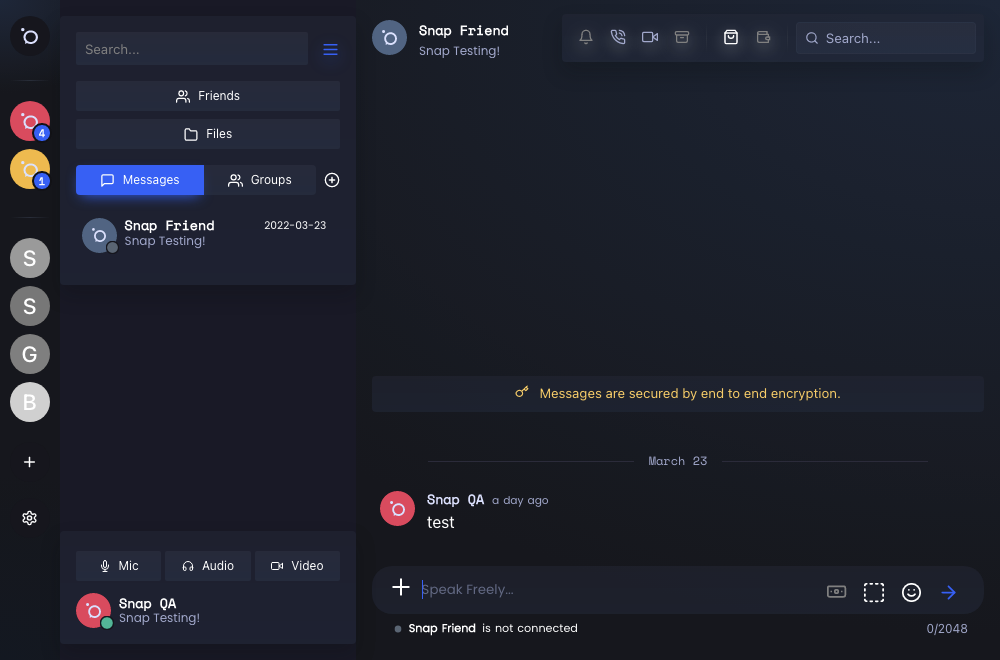 4
1
S
S
G
B
Search...
Friends
Files
Messages
Groups
Snap Friend
2022-03-23
Snap Testing!
Mic
Audio
Video
Snap QA
Snap Testing!
Snap Friend
Snap Testing!
Search...
Messages are secured by end to end encryption.
March 23
Snap QA a day ago
test
Speak Freely...
Snap Friend is not connected
0/2048